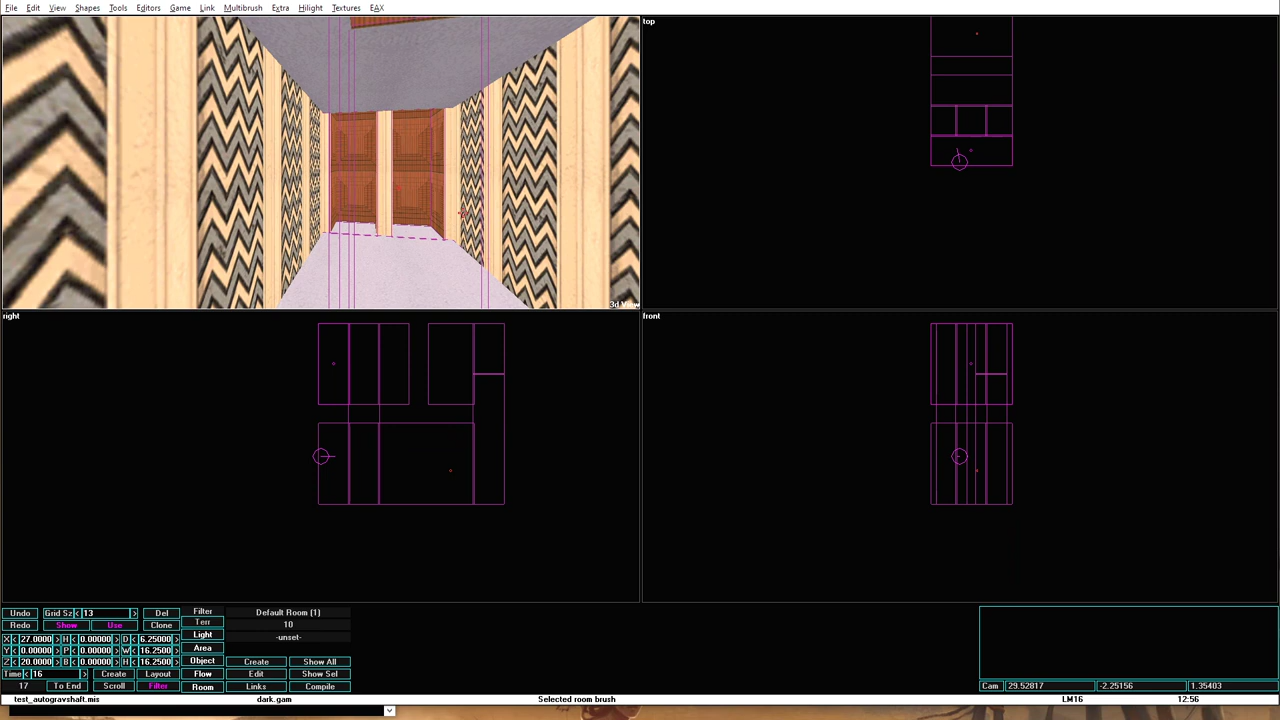 File Edit View Shapes Tools Editors Game Link Multibrush Extra Hilight Textures EAX
top
3d View
right
front
Undo Grid Sz < 13 > Del Filter Default Room (1)
Redo Show Use Clone Terr 10
X < 27.0000 > H < 0.00000 > D < 6.25000 > Light -unset-
Y < 0.00000 > P < 0.00000 > W < 16.2500 > Area
Z < 20.0000 > B < 0.00000 > H < 16.2500 > Object Create Show All
Time < 16 > Create Layout Flow Edit Show Sel
17 To End Scroll Filter Room Links Compile Cam 29.52817 -2.25156 1.35403
test_autogravshaft.mis dark.gam Selected room brush LM16 12:56